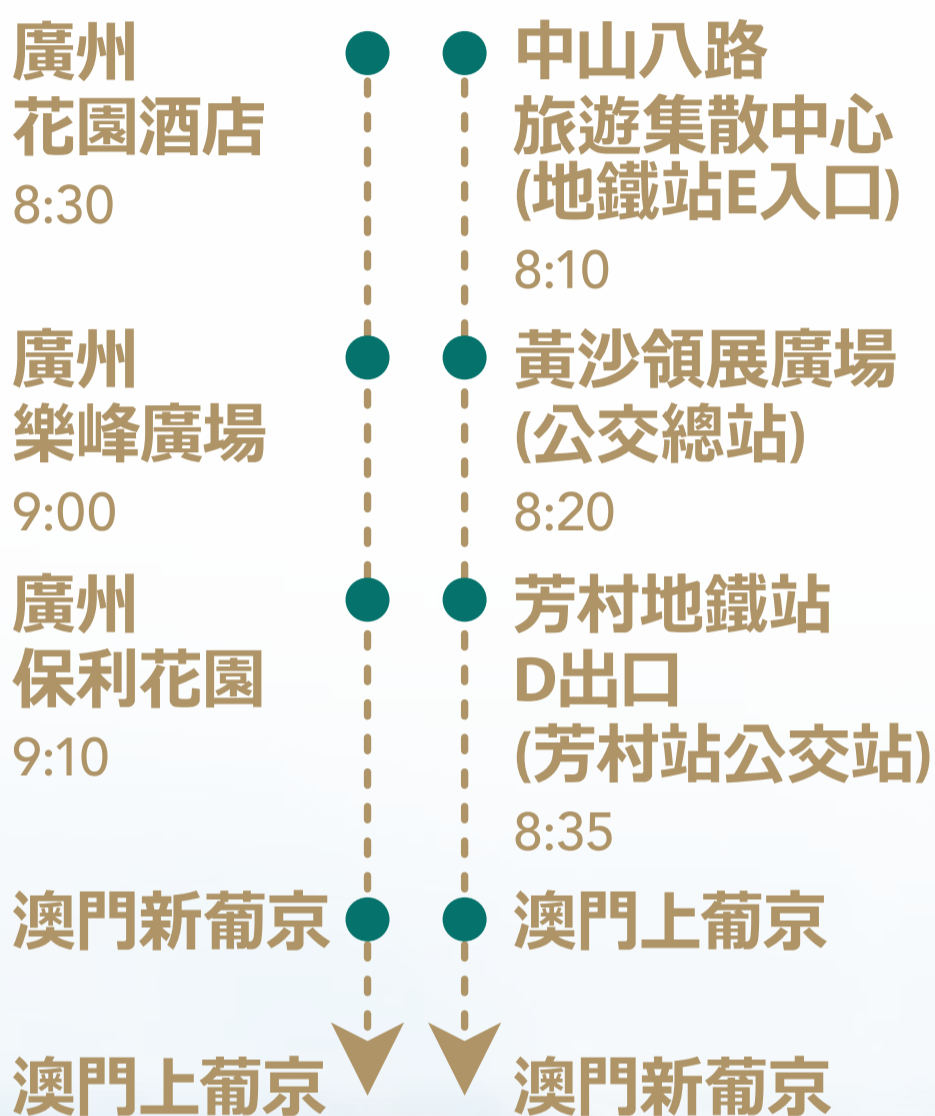 廣州
花園酒店
8:30
廣州
樂峰廣場
9:00
廣州
保利花園
9:10
澳門新葡京
澳門上葡京
中山八路
旅遊集散中心
(地鐵站E入口)
8:10
黃沙領展廣場
(公交總站)
8:20
芳村地鐵站
D出口
(芳村站公交站)
8:35
澳門上葡京
澳門新葡京